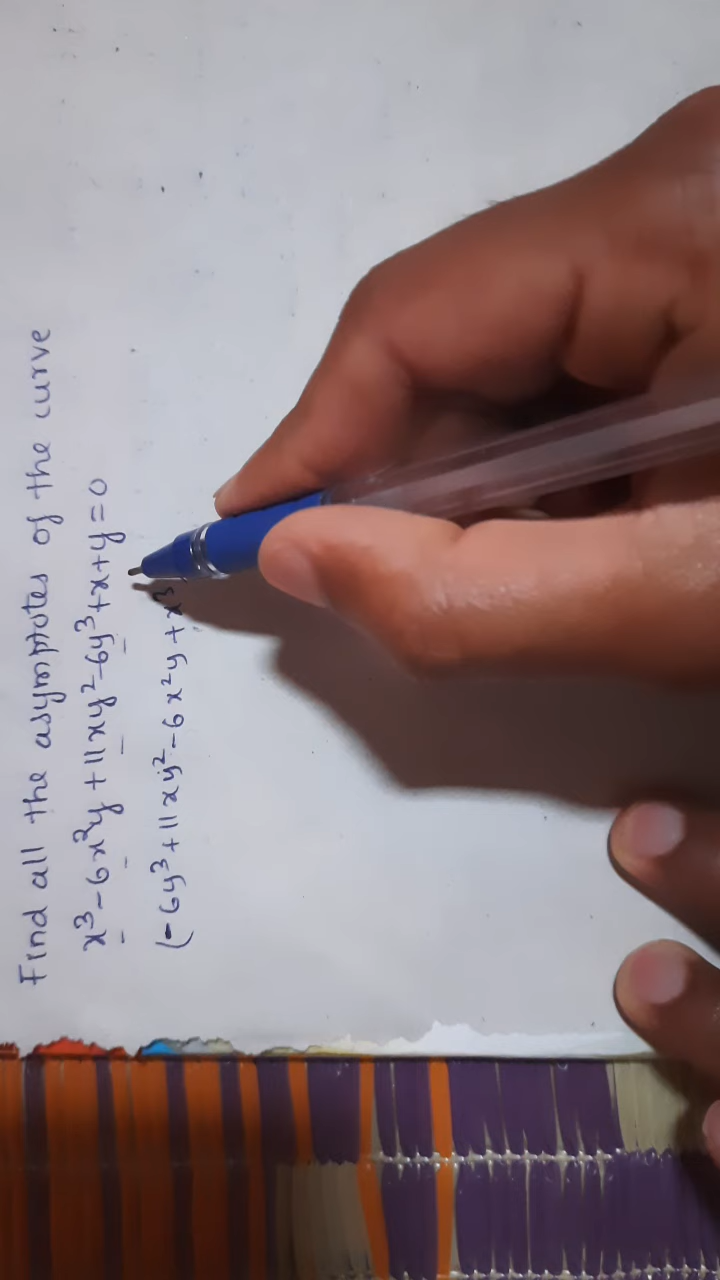 Find all the asymptotes of the curve
x³-6x²y+11xy²-6y³+x+y=0
(-6y³+11xy²-6x²y+x³